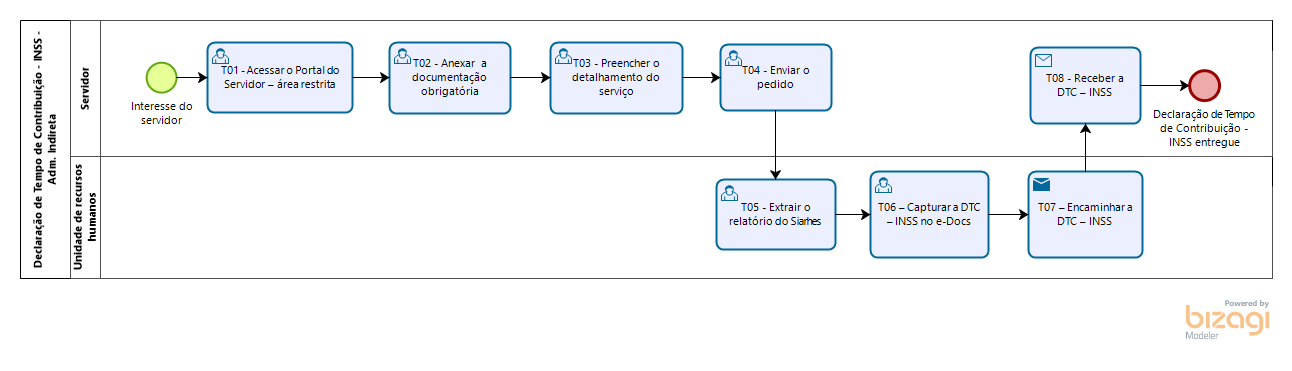 Declaração de Tempo de Contribuição - INSS -
Adm. Indireta
Servidor
Interesse do
servidor
T01 - Acessar o Portal do
Servidor – área restrita
T02 - Anexar a
documentação
obrigatória
T03 - Preencher o
detalhamento do
serviço
T04 - Enviar o
pedido
T08 - Receber a
DTC – INSS
Declaração de Tempo
de Contribuição -
INSS entregue
Unidade de recursos
humanos
T05 - Extrair o
relatório do Siarhes
T06 – Capturar a DTC
– INSS no e-Docs
T07 – Encaminhar a
DTC – INSS
Powered by
bizagi
Modeler